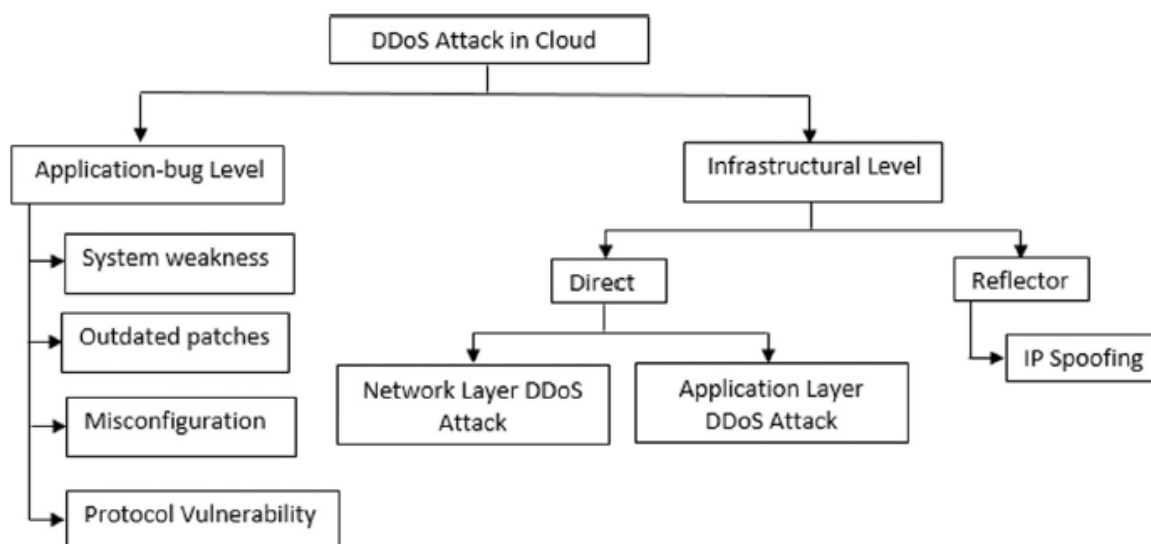 DDoS Attack in Cloud
Application-bug Level
Infrastructural Level
System weakness
Direct
Reflector
Outdated patches
Network Layer DDoS
Attack
Application Layer
DDoS Attack
IP Spoofing
Misconfiguration
Protocol Vulnerability